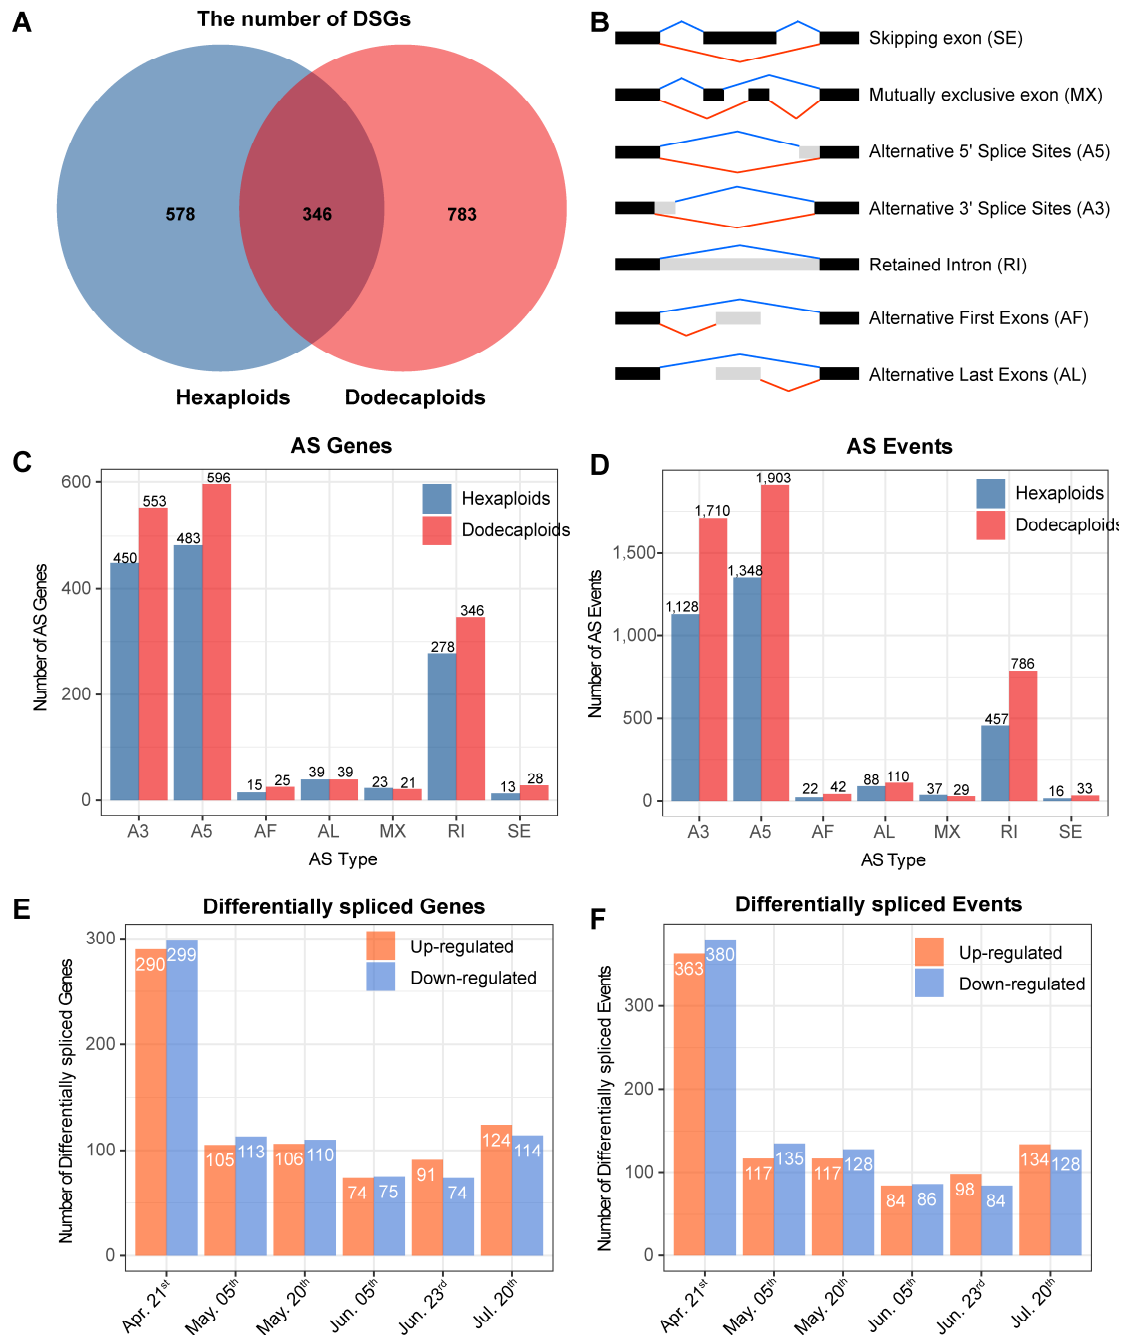 A
The number of DSGs
578
346
783
Hexaploids
Dodecaploids
B
Skipping exon (SE)
Mutually exclusive exon (MX)
Alternative 5' Splice Sites (A5)
Alternative 3' Splice Sites (A3)
Retained Intron (RI)
Alternative First Exons (AF)
Alternative Last Exons (AL)
C
AS Genes
Number of AS Genes
600
400
200
0
450
553
483
596
15
25
39
39
23
21
278
346
13
28
Hexaploids
Dodecaploids
A3 A5 AF AL MX RI SE
AS Type
D
AS Events
Number of AS Events
1,500
1,000
500
0
1,128
1,710
1,348
1,903
22
42
88
110
37
29
457
786
16
33
Hexaploids
Dodecaploids
A3 A5 AF AL MX RI SE
AS Type
E
Differentially spliced Genes
Number of Differentially spliced Genes
300
200
100
0
290
299
105
113
106
110
74
75
91
74
124
114
Up-regulated
Down-regulated
Apr. 21st
May. 05th
May. 20th
Jun. 05th
Jun. 23rd
Jul. 20th
F
Differentially spliced Events
Number of Differentially spliced Events
300
200
100
0
363
380
117
135
117
128
84
86
98
84
134
128
Up-regulated
Down-regulated
Apr. 21st
May. 05th
May. 20th
Jun. 05th
Jun. 23rd
Jul. 20th